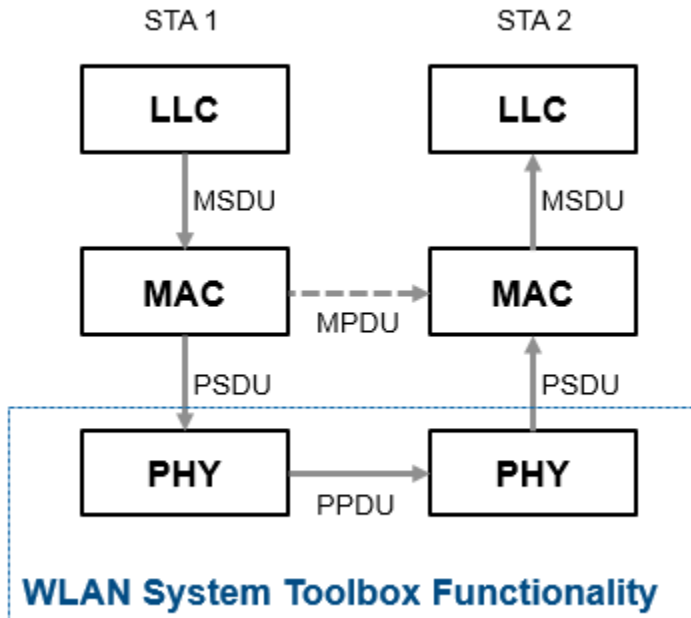 STA 1 STA 2
LLC LLC
MSDU MSDU
MAC MAC
MPDU
PSDU PSDU
PHY PHY
PPDU
WLAN System Toolbox Functionality